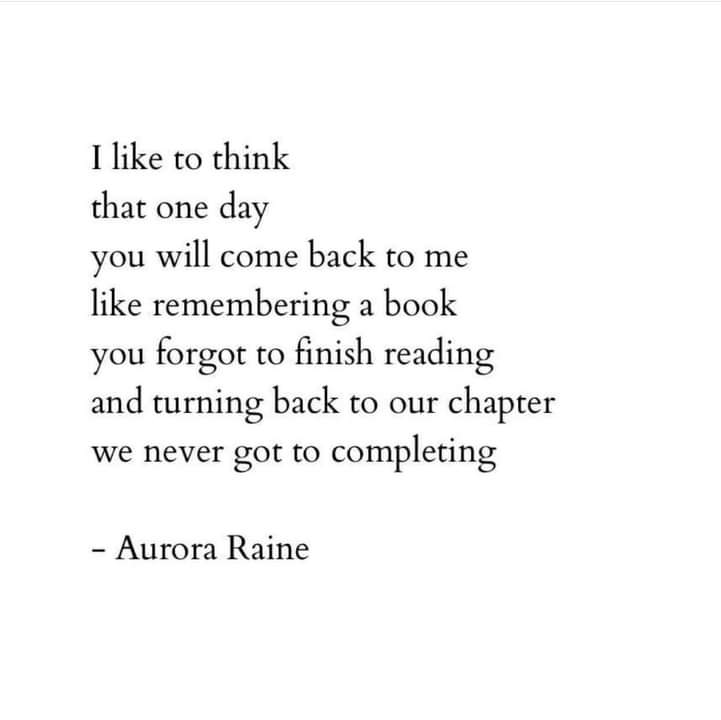 I like to think
that one day
you will come back to me
like remembering a book
you forgot to finish reading
and turning back to our chapter
we never got to completing
- Aurora Raine